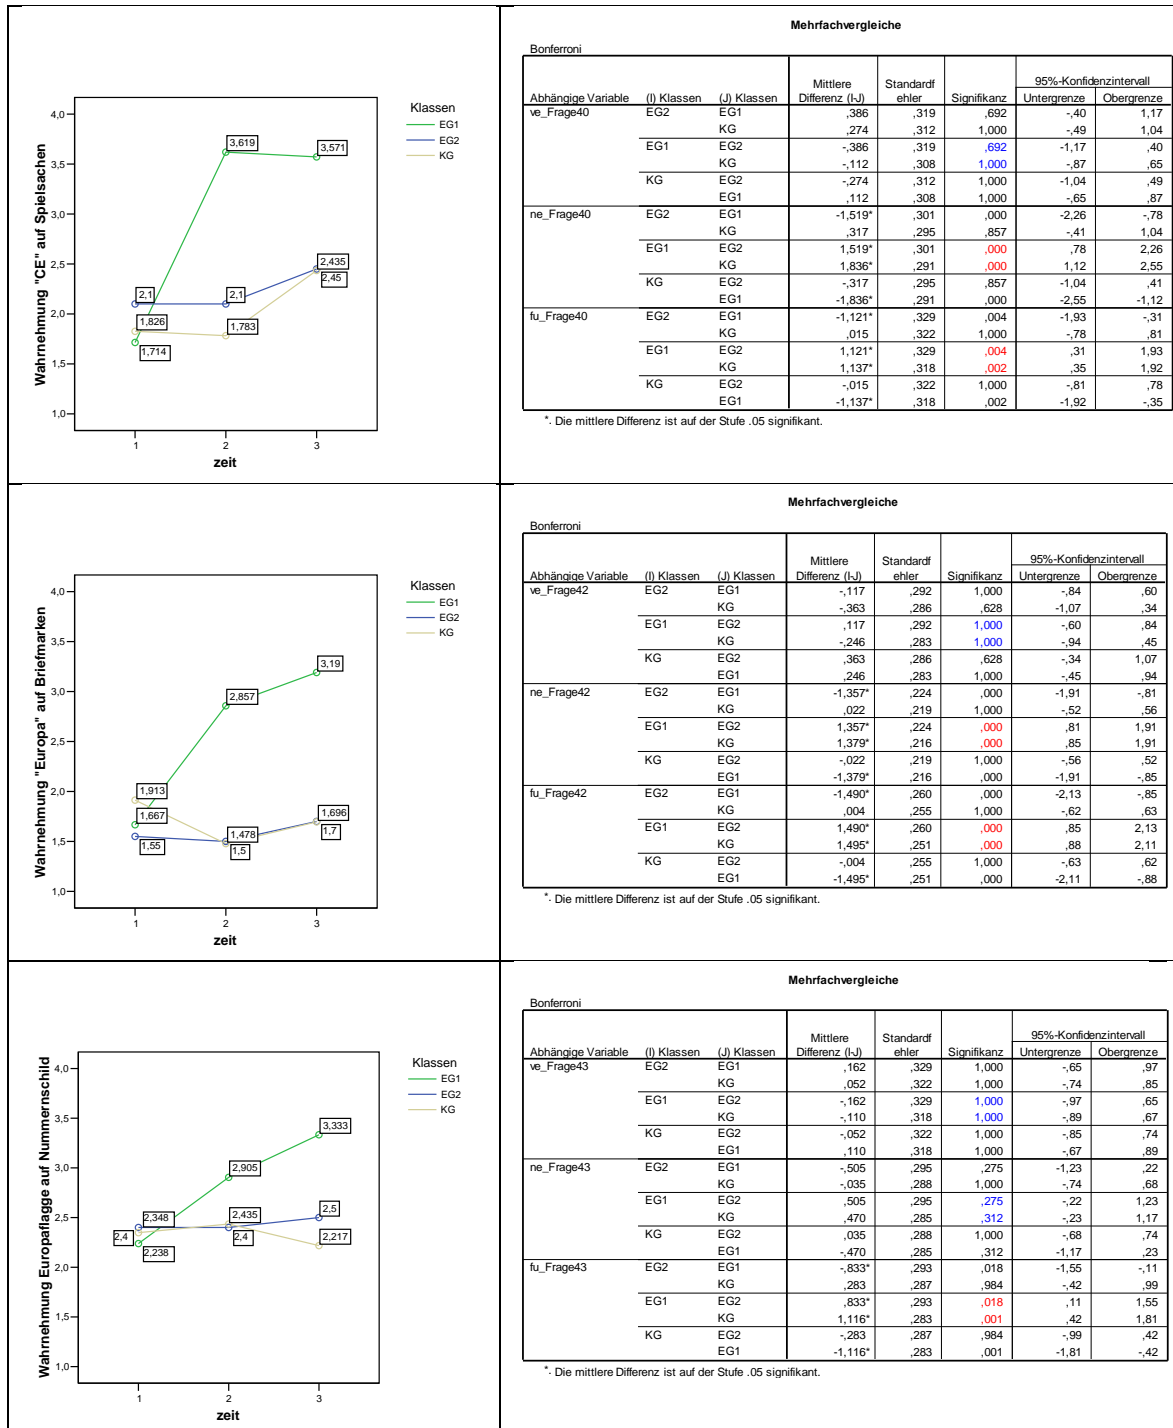 Wahrnehmung "CE" auf Spielsachen
4,0
3,5
3,0
2,5
2,0
1,5
1,0
1 2 3
zeit
Klassen
EG1
EG2
KG
3,619
3,571
2,435
2,45
2,1
2,1
1,826
1,783
1,714
Mehrfachvergleiche
Bonferroni
Abhängige Variable (I) Klassen (J) Klassen Mittlere Differenz (I-J) Standardfehler Signifikanz 95%-Konfidenzintervall
Untergrenze Obergrenze
ve_Frage40 EG2 EG1 ,386 ,319 ,692 -,40 1,17
KG ,274 ,312 1,000 -,49 1,04
EG1 EG2 -,386 ,319 ,692 -1,17 ,40
KG -,112 ,308 1,000 -,87 ,65
KG EG2 -,274 ,312 1,000 -1,04 ,49
EG1 ,112 ,308 1,000 -,65 ,87
ne_Frage40 EG2 EG1 -1,519* ,301 ,000 -2,26 -,78
KG ,317 ,295 ,857 -,41 1,04
EG1 EG2 1,519* ,301 ,000 ,78 2,26
KG 1,836* ,291 ,000 1,12 2,55
KG EG2 -,317 ,295 ,857 -1,04 ,41
EG1 -1,836* ,291 ,000 -2,55 -1,12
fu_Frage40 EG2 EG1 -1,121* ,329 ,004 -1,93 -,31
KG ,015 ,322 1,000 -,78 ,81
EG1 EG2 1,121* ,329 ,004 ,31 1,93
KG 1,137* ,318 ,002 ,35 1,92
KG EG2 -,015 ,322 1,000 -,81 ,78
EG1 -1,137* ,318 ,002 -1,92 -,35
*. Die mittlere Differenz ist auf der Stufe .05 signifikant.
Wahrnehmung "Europa" auf Briefmarken
4,0
3,5
3,0
2,5
2,0
1,5
1,0
1 2 3
zeit
Klassen
EG1
EG2
KG
3,19
2,857
1,913
1,667
1,55
1,478
1,5
1,696
1,7
Mehrfachvergleiche
Bonferroni
Abhängige Variable (I) Klassen (J) Klassen Mittlere Differenz (I-J) Standardfehler Signifikanz 95%-Konfidenzintervall
Untergrenze Obergrenze
ve_Frage42 EG2 EG1 -,117 ,292 1,000 -,84 ,60
KG -,363 ,286 ,628 -1,07 ,34
EG1 EG2 ,117 ,292 1,000 -,60 ,84
KG -,246 ,283 1,000 -,94 ,45
KG EG2 ,363 ,286 ,628 -,34 1,07
EG1 ,246 ,283 1,000 -,45 ,94
ne_Frage42 EG2 EG1 -1,357* ,224 ,000 -1,91 -,81
KG ,022 ,219 1,000 -,52 ,56
EG1 EG2 1,357* ,224 ,000 ,81 1,91
KG 1,379* ,216 ,000 ,85 1,91
KG EG2 -,022 ,219 1,000 -,56 ,52
EG1 -1,379* ,216 ,000 -1,91 -,85
fu_Frage42 EG2 EG1 -1,490* ,260 ,000 -2,13 -,85
KG ,004 ,255 1,000 -,62 ,63
EG1 EG2 1,490* ,260 ,000 ,85 2,13
KG 1,495* ,251 ,000 ,88 2,11
KG EG2 -,004 ,255 1,000 -,63 ,62
EG1 -1,495* ,251 ,000 -2,11 -,88
*. Die mittlere Differenz ist auf der Stufe .05 signifikant.
Wahrnehmung Europaflagge auf Nummernschild
4,0
3,5
3,0
2,5
2,0
1,5
1,0
1 2 3
zeit
Klassen
EG1
EG2
KG
3,333
2,905
2,348
2,435
2,5
2,4
2,4
2,238
2,217
Mehrfachvergleiche
Bonferroni
Abhängige Variable (I) Klassen (J) Klassen Mittlere Differenz (I-J) Standardfehler Signifikanz 95%-Konfidenzintervall
Untergrenze Obergrenze
ve_Frage43 EG2 EG1 ,162 ,329 1,000 -,65 ,97
KG ,052 ,322 1,000 -,74 ,85
EG1 EG2 -,162 ,329 1,000 -,97 ,65
KG -,110 ,318 1,000 -,89 ,67
KG EG2 -,052 ,322 1,000 -,85 ,74
EG1 ,110 ,318 1,000 -,67 ,89
ne_Frage43 EG2 EG1 -,505 ,295 ,275 -1,23 ,22
KG -,035 ,288 1,000 -,74 ,68
EG1 EG2 ,505 ,295 ,275 -,22 1,23
KG ,470 ,285 ,312 -,23 1,17
KG EG2 ,035 ,288 1,000 -,68 ,74
EG1 -,470 ,285 ,312 -1,17 ,23
fu_Frage43 EG2 EG1 -,833* ,293 ,018 -1,55 -,11
KG ,283 ,287 ,984 -,42 ,99
EG1 EG2 ,833* ,293 ,018 ,11 1,55
KG 1,116* ,283 ,001 ,42 1,81
KG EG2 -,283 ,287 ,984 -,99 ,42
EG1 -1,116* ,283 ,001 -1,81 -,42
*. Die mittlere Differenz ist auf der Stufe .05 signifikant.